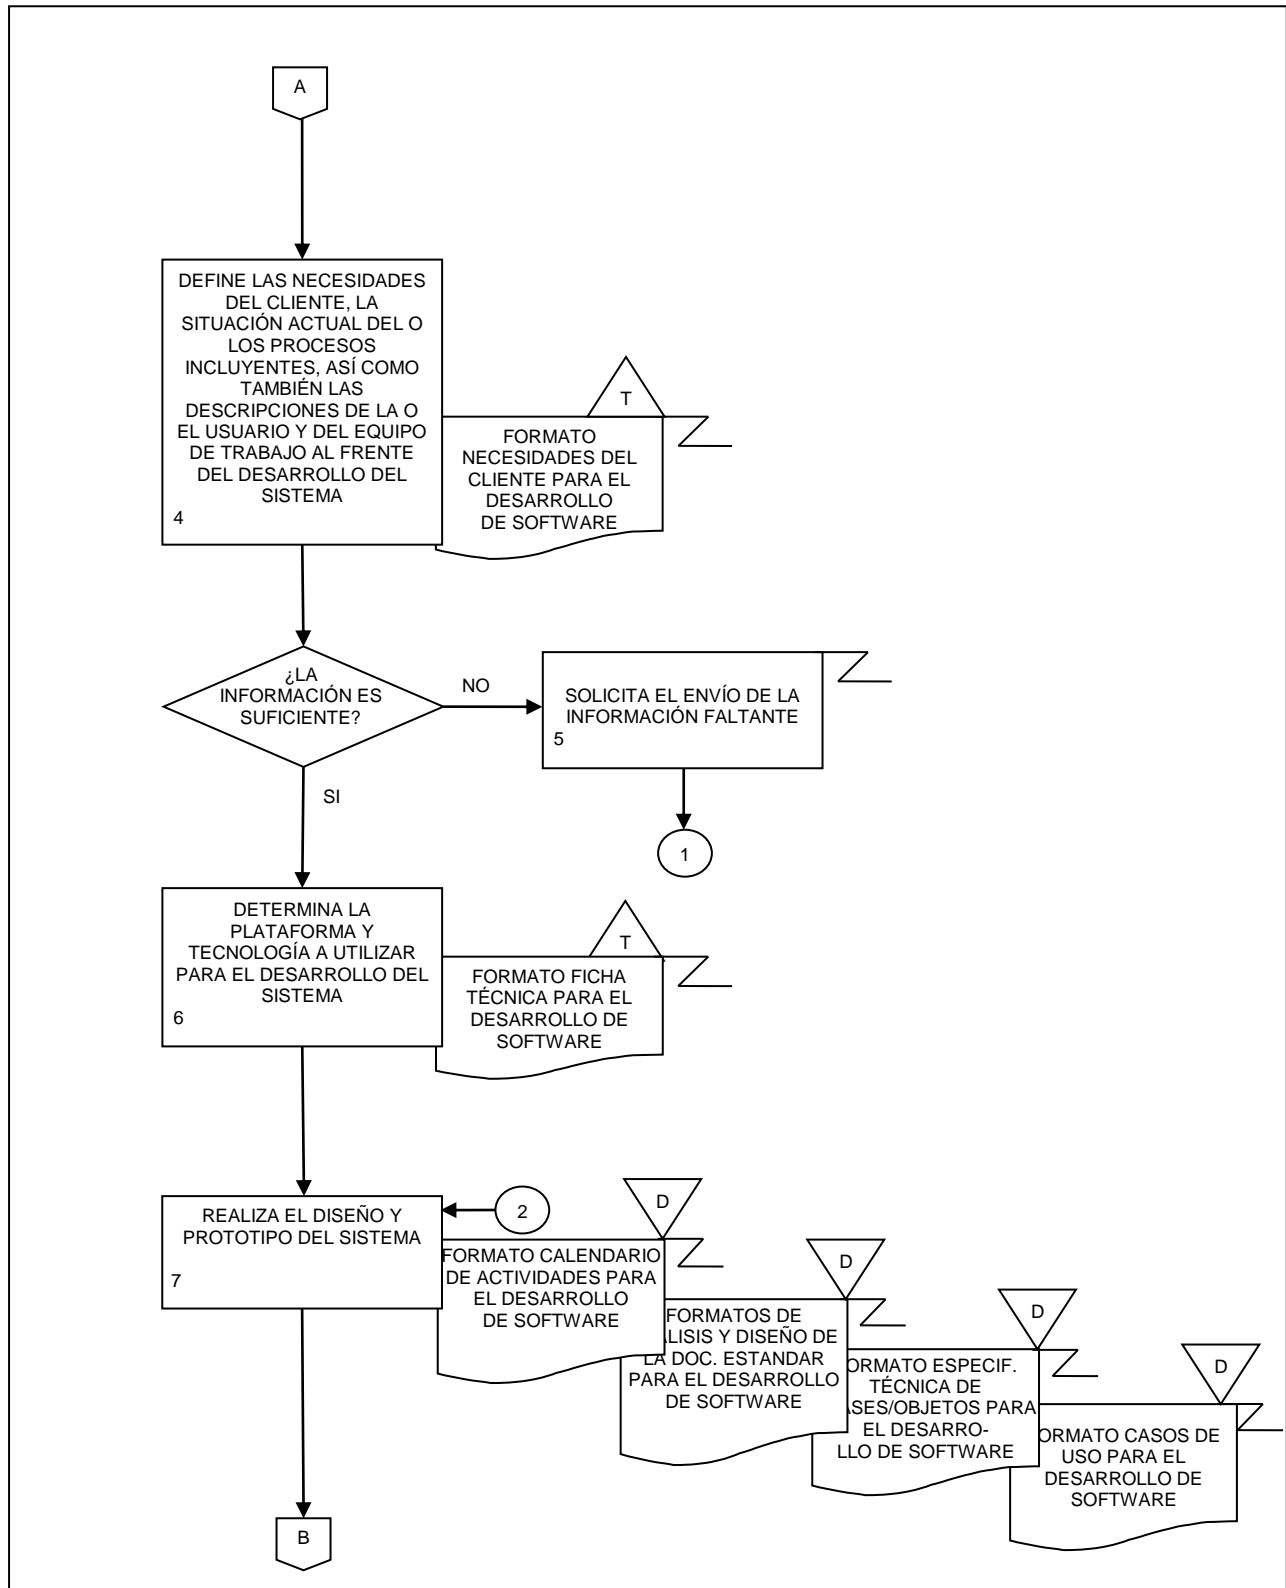 A
DEFINE LAS NECESIDADES
DEL CLIENTE, LA
SITUACIÓN ACTUAL DEL O
LOS PROCESOS
INCLUYENTES, ASÍ COMO
TAMBIÉN LAS
DESCRIPCIONES DE LA O
EL USUARIO Y DEL EQUIPO
DE TRABAJO AL FRENTE
DEL DESARROLLO DEL
SISTEMA
4
T
FORMATO
NECESIDADES DEL
CLIENTE PARA EL
DESARROLLO
DE SOFTWARE
¿LA
INFORMACIÓN ES
SUFICIENTE?
NO
SOLICITA EL ENVÍO DE LA
INFORMACIÓN FALTANTE
5
SI
1
DETERMINA LA
PLATAFORMA Y
TECNOLOGÍA A UTILIZAR
PARA EL DESARROLLO DEL
SISTEMA
6
T
FORMATO FICHA
TÉCNICA PARA EL
DESARROLLO DE
SOFTWARE
REALIZA EL DISEÑO Y
PROTOTIPO DEL SISTEMA
7
2
D
FORMATO CALENDARIO
DE ACTIVIDADES PARA
EL DESARROLLO
DE SOFTWARE
D
FORMATOS DE
ALISIS Y DISEÑO DE
LA DOC. ESTANDAR
PARA EL DESARROLLO
DE SOFTWARE
D
ORMATO ESPECIF.
TÉCNICA DE
ASES/OBJETOS PARA
EL DESARRO-
LLO DE SOFTWARE
D
ORMATO CASOS DE
USO PARA EL
DESARROLLO DE
SOFTWARE
B